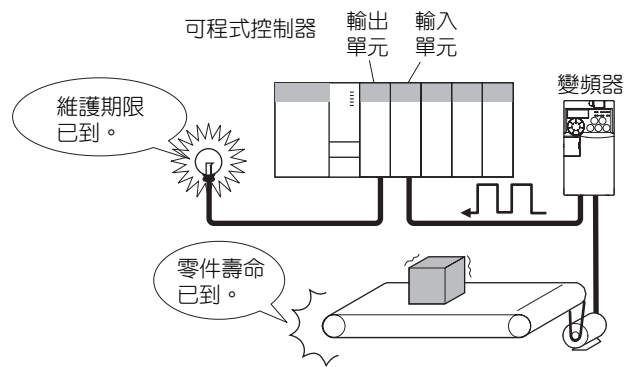 可程式控制器
輸出
單元
輸入
單元
變頻器
維護期限
已到。
零件壽命
已到。